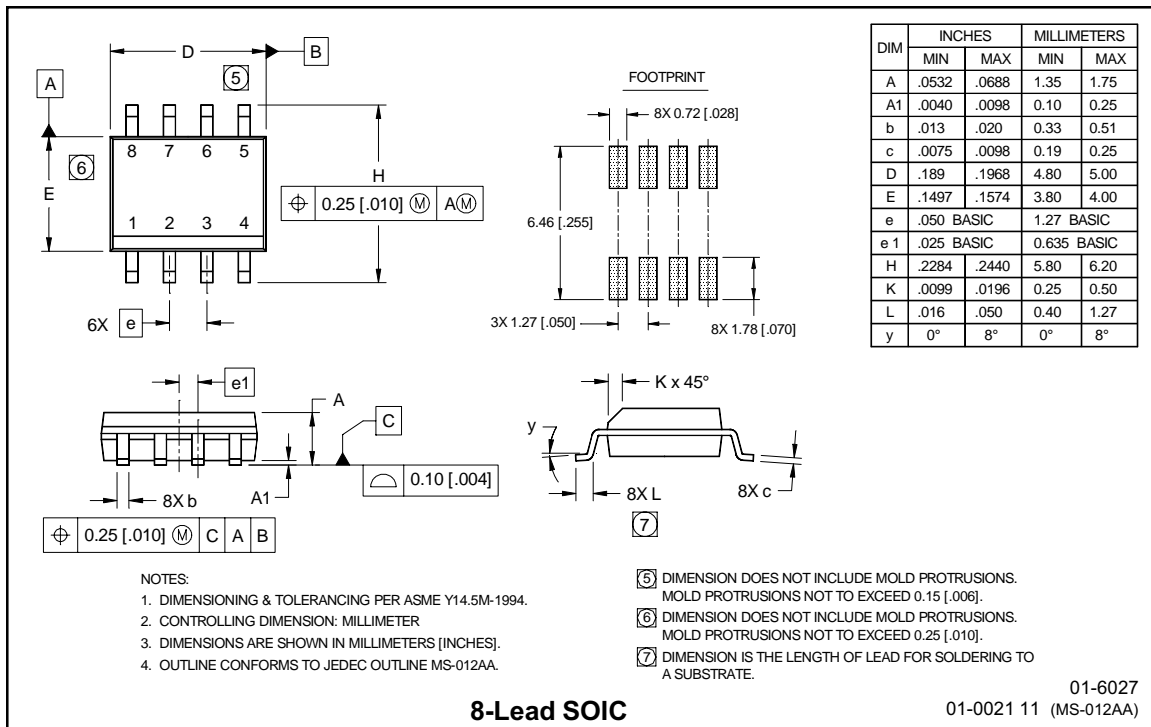 D
B
5
A
8 7 6 5
6
E
H
⌖ 0.25 [.010] Ⓜ AⓂ
1 2 3 4
6X e
FOOTPRINT
8X 0.72 [.028]
6.46 [.255]
3X 1.27 [.050]
8X 1.78 [.070]
DIM INCHES MILLIMETERS
MIN MAX MIN MAX
A .0532 .0688 1.35 1.75
A1 .0040 .0098 0.10 0.25
b .013 .020 0.33 0.51
c .0075 .0098 0.19 0.25
D .189 .1968 4.80 5.00
E .1497 .1574 3.80 4.00
e .050 BASIC 1.27 BASIC
e 1 .025 BASIC 0.635 BASIC
H .2284 .2440 5.80 6.20
K .0099 .0196 0.25 0.50
L .016 .050 0.40 1.27
y 0° 8° 0° 8°
e1
A
C
0.10 [.004]
A1
8X b
⌖ 0.25 [.010] Ⓜ C A B
K x 45°
y
8X L
7
8X c
NOTES:
1. DIMENSIONING & TOLERANCING PER ASME Y14.5M-1994.
2. CONTROLLING DIMENSION: MILLIMETER
3. DIMENSIONS ARE SHOWN IN MILLIMETERS [INCHES].
4. OUTLINE CONFORMS TO JEDEC OUTLINE MS-012AA.
5 DIMENSION DOES NOT INCLUDE MOLD PROTRUSIONS.
MOLD PROTRUSIONS NOT TO EXCEED 0.15 [.006].
6 DIMENSION DOES NOT INCLUDE MOLD PROTRUSIONS.
MOLD PROTRUSIONS NOT TO EXCEED 0.25 [.010].
7 DIMENSION IS THE LENGTH OF LEAD FOR SOLDERING TO
A SUBSTRATE.
8-Lead SOIC
01-6027
01-0021 11 (MS-012AA)